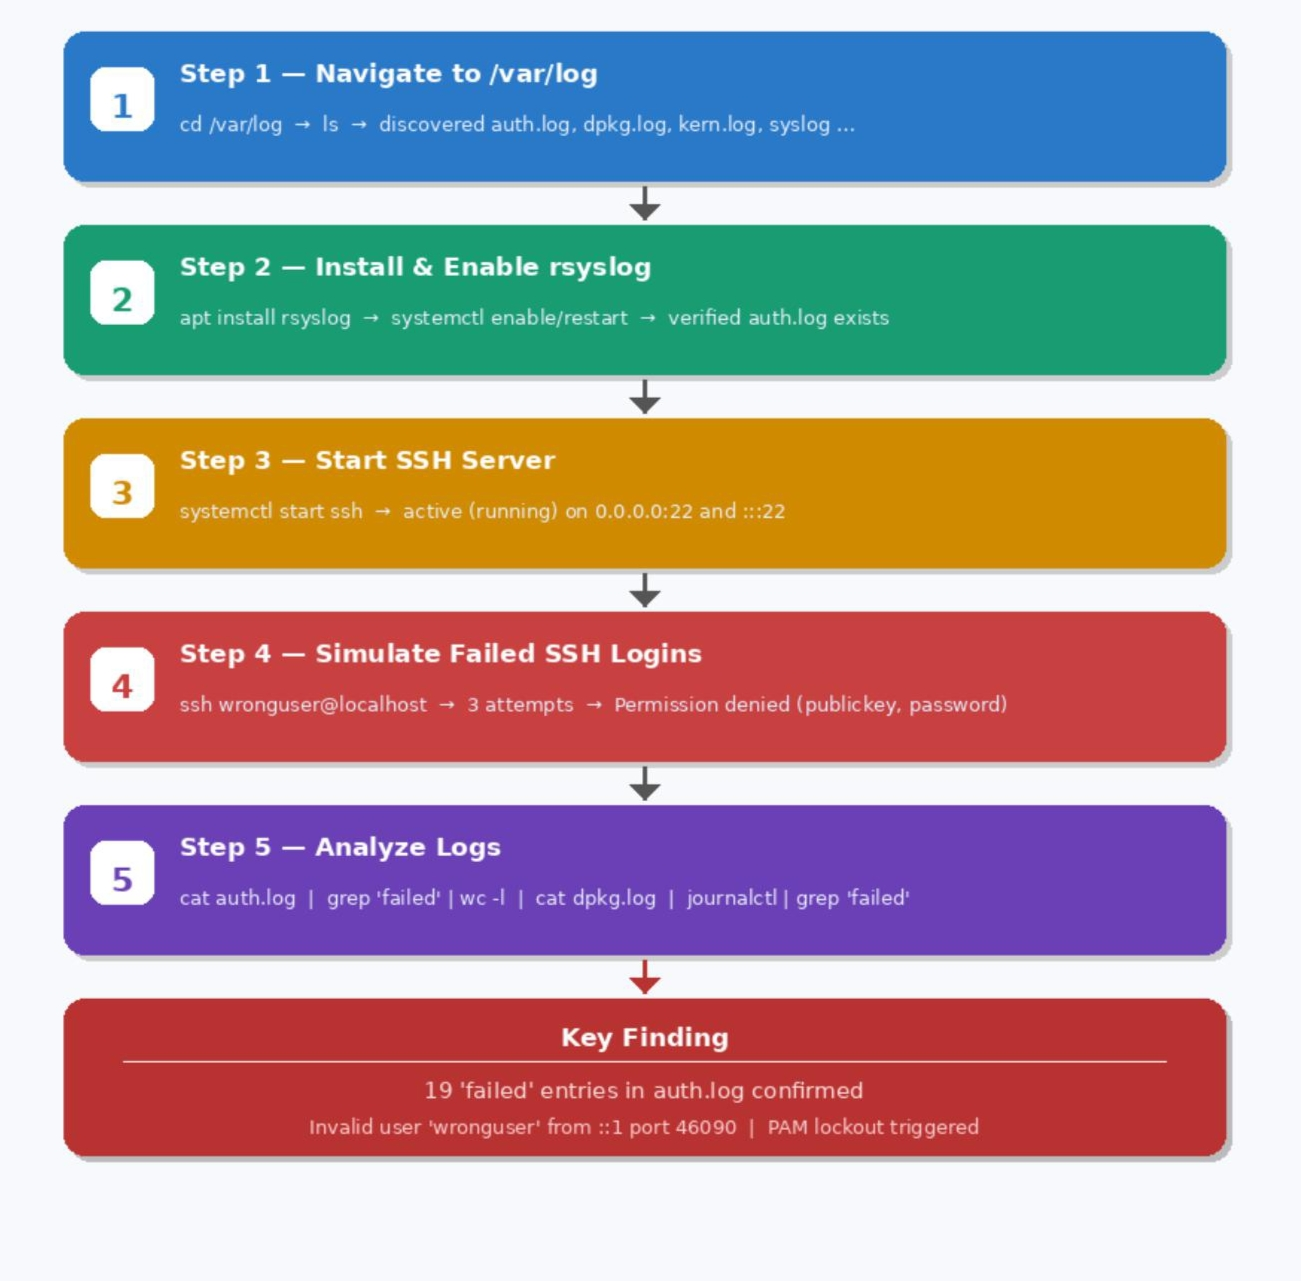 1
Step 1 — Navigate to /var/log
cd /var/log → ls → discovered auth.log, dpkg.log, kern.log, syslog ...
2
Step 2 — Install & Enable rsyslog
apt install rsyslog → systemctl enable/restart → verified auth.log exists
3
Step 3 — Start SSH Server
systemctl start ssh → active (running) on 0.0.0.0:22 and :::22
4
Step 4 — Simulate Failed SSH Logins
ssh wronguser@localhost → 3 attempts → Permission denied (publickey, password)
5
Step 5 — Analyze Logs
cat auth.log | grep 'failed' | wc -l | cat dpkg.log | journalctl | grep 'failed'
Key Finding
19 'failed' entries in auth.log confirmed
Invalid user 'wronguser' from ::1 port 46090 | PAM lockout triggered